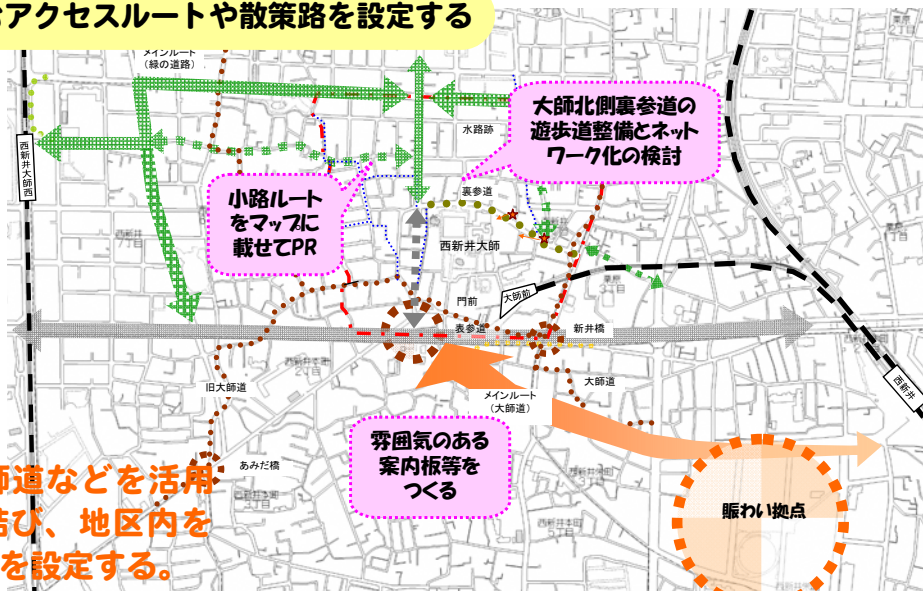 アクセスルートや散策路を設定する
メインルート
(緑の道路)
大師北側裏参道の
遊歩道整備とネット
ワーク化の検討
水路跡
西新井大師西
小路ルート
をマップに
載せてPR
裏参道
西新井大師
門前
大師前
表参道
新井橋
西新井本町
2丁目
旧大師道
大師道
メインルート
(大師道)
西新井
雰囲気のある
案内板等を
つくる
あみだ橋
賑わい拠点
師道などを活用
結び、地区内を
を設定する。